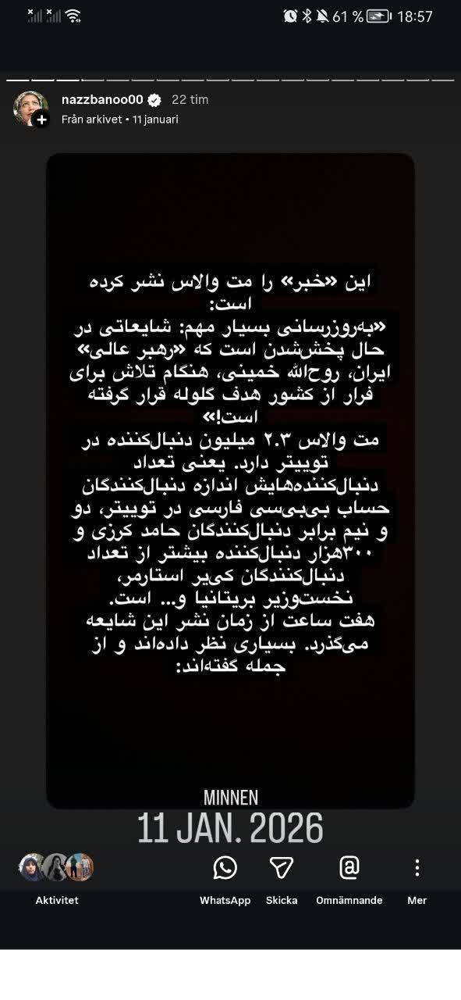 61 % 18:57
nazzbanoo00 22 tim
Från arkivet • 11 januari
این «خبر» را مت والاس نشر کرده
است:
«به‌روزرسانی بسیار مهم: شایعاتی در
حال پخش‌شدن است که «رهبر عالی»
ایران، روح‌الله خمینی، هنگام تلاش برای
فرار از کشور هدف گلوله قرار گرفته
است!»
مت والاس ۲.۳ میلیون دنبال‌کننده در
توییتر دارد. یعنی تعداد
دنبال‌کننده‌هایش اندازه دنبال‌کنندگان
حساب بی‌بی‌سی فارسی در توییتر، دو
و نیم برابر دنبال‌کنندگان حامد کرزی و
۳۰۰هزار دنبال‌کننده بیشتر از تعداد
دنبال‌کنندگان کی‌یر استارمر،
نخست‌وزیر بریتانیا و... است.
هفت ساعت از زمان نشر این شایعه
می‌گذرد. بسیاری نظر داده‌اند و از
جمله گفته‌اند:
MINNEN
11 JAN. 2026
Aktivitet WhatsApp Skicka Omnämnande Mer